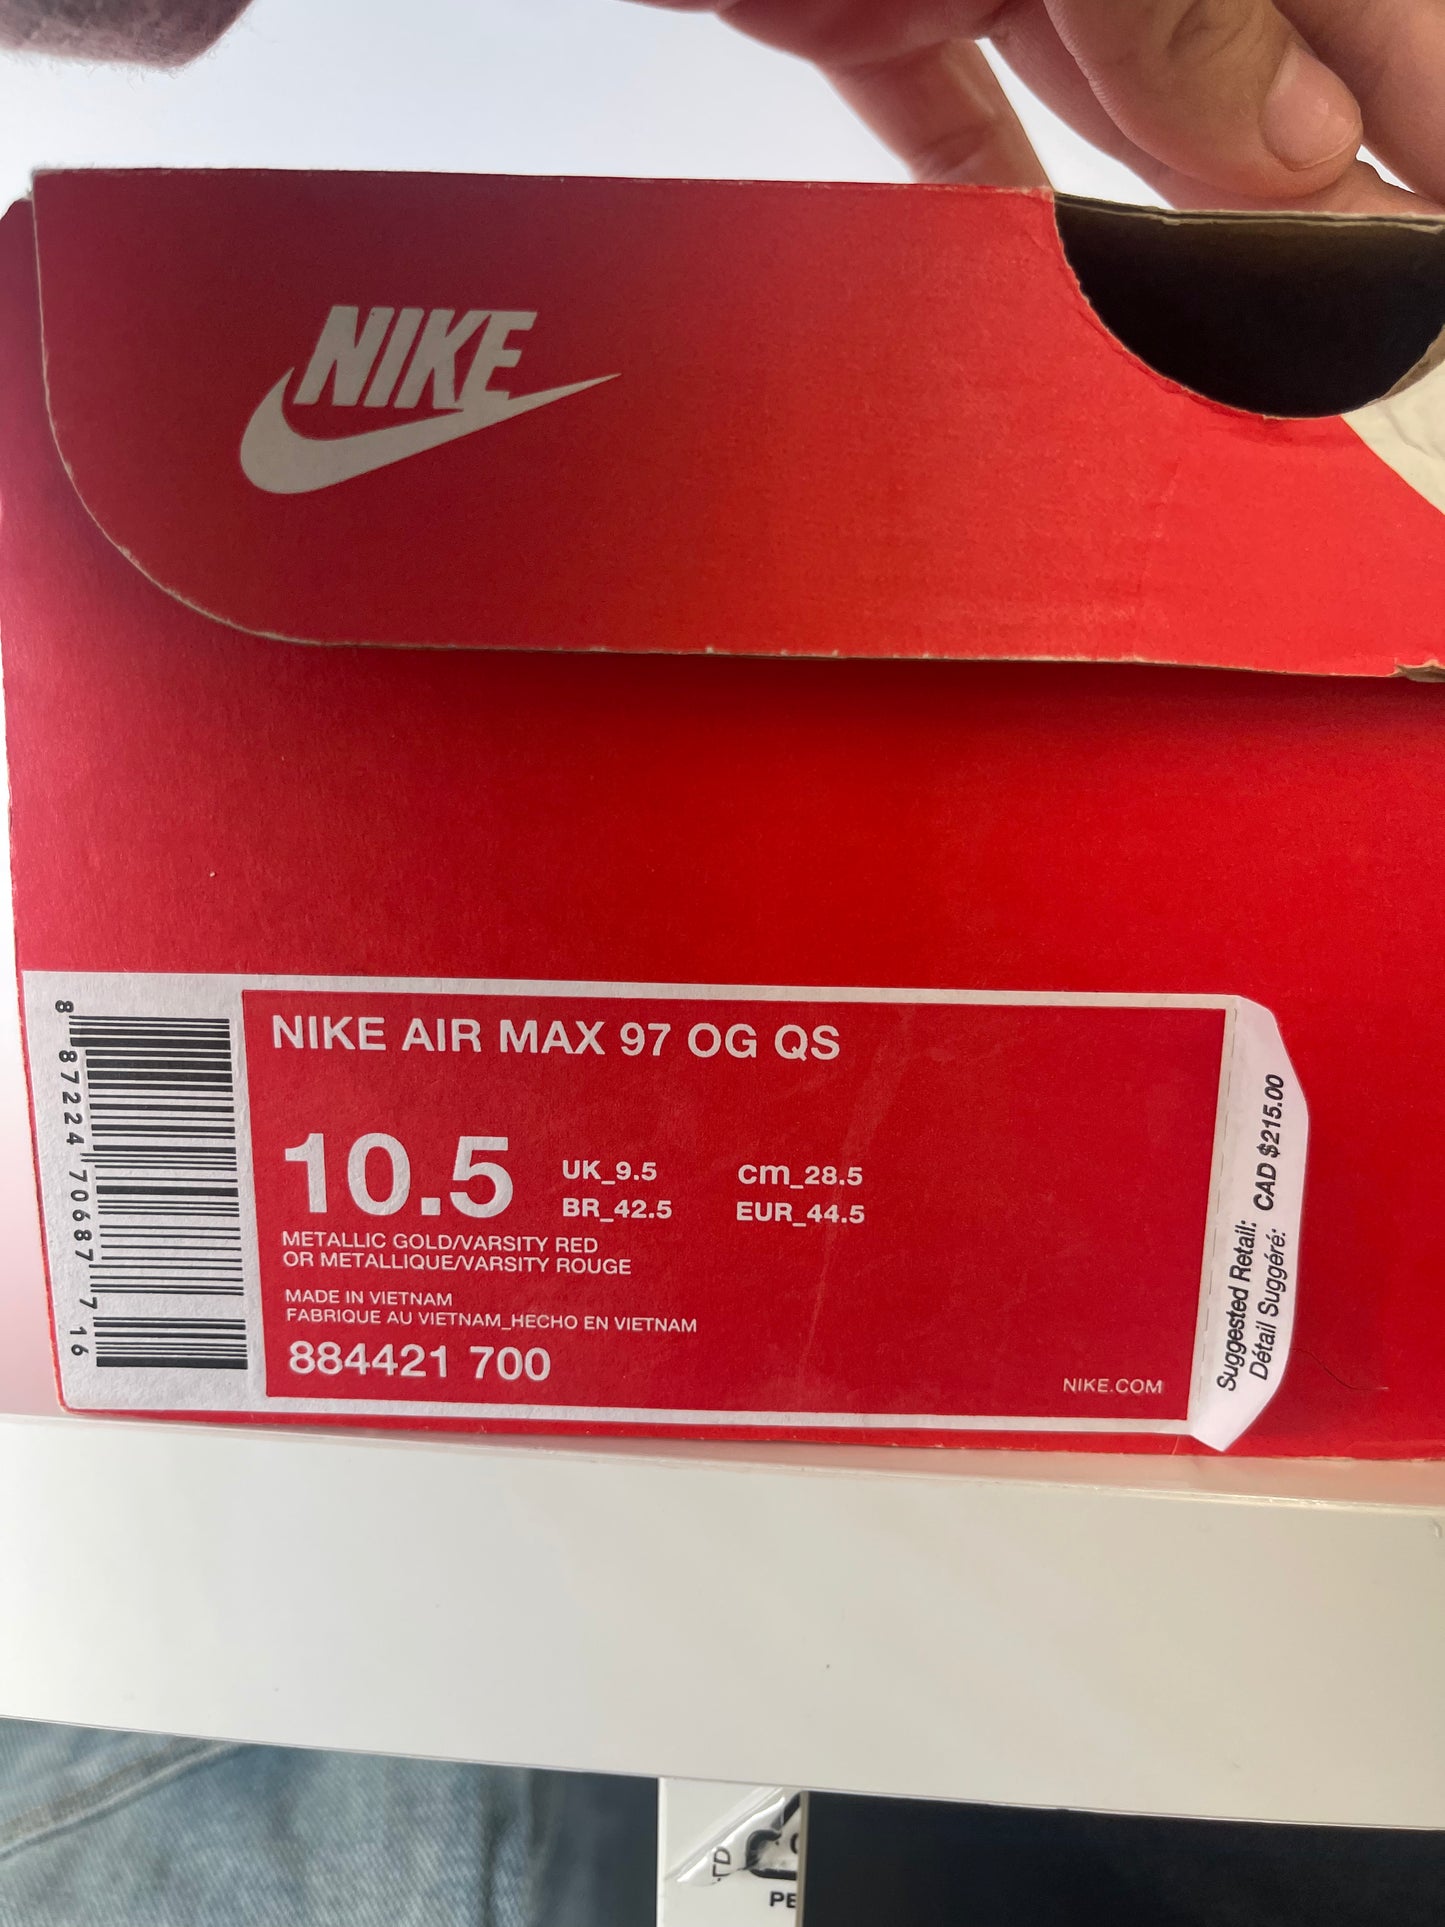 NIKE
NIKE AIR MAX 97 OG QS
10.5
UK_9.5
cm_28.5
BR_42.5
EUR_44.5
METALLIC GOLD/VARSITY RED
OR METALLIQUE/VARSITY ROUGE
MADE IN VIETNAM
FABRIQUE AU VIETNAM_HECHO EN VIETNAM
884421 700
NIKE.COM
8 87224 70687 7 16
Suggested Retail: CAD $215.00
Détail Suggéré:
PE